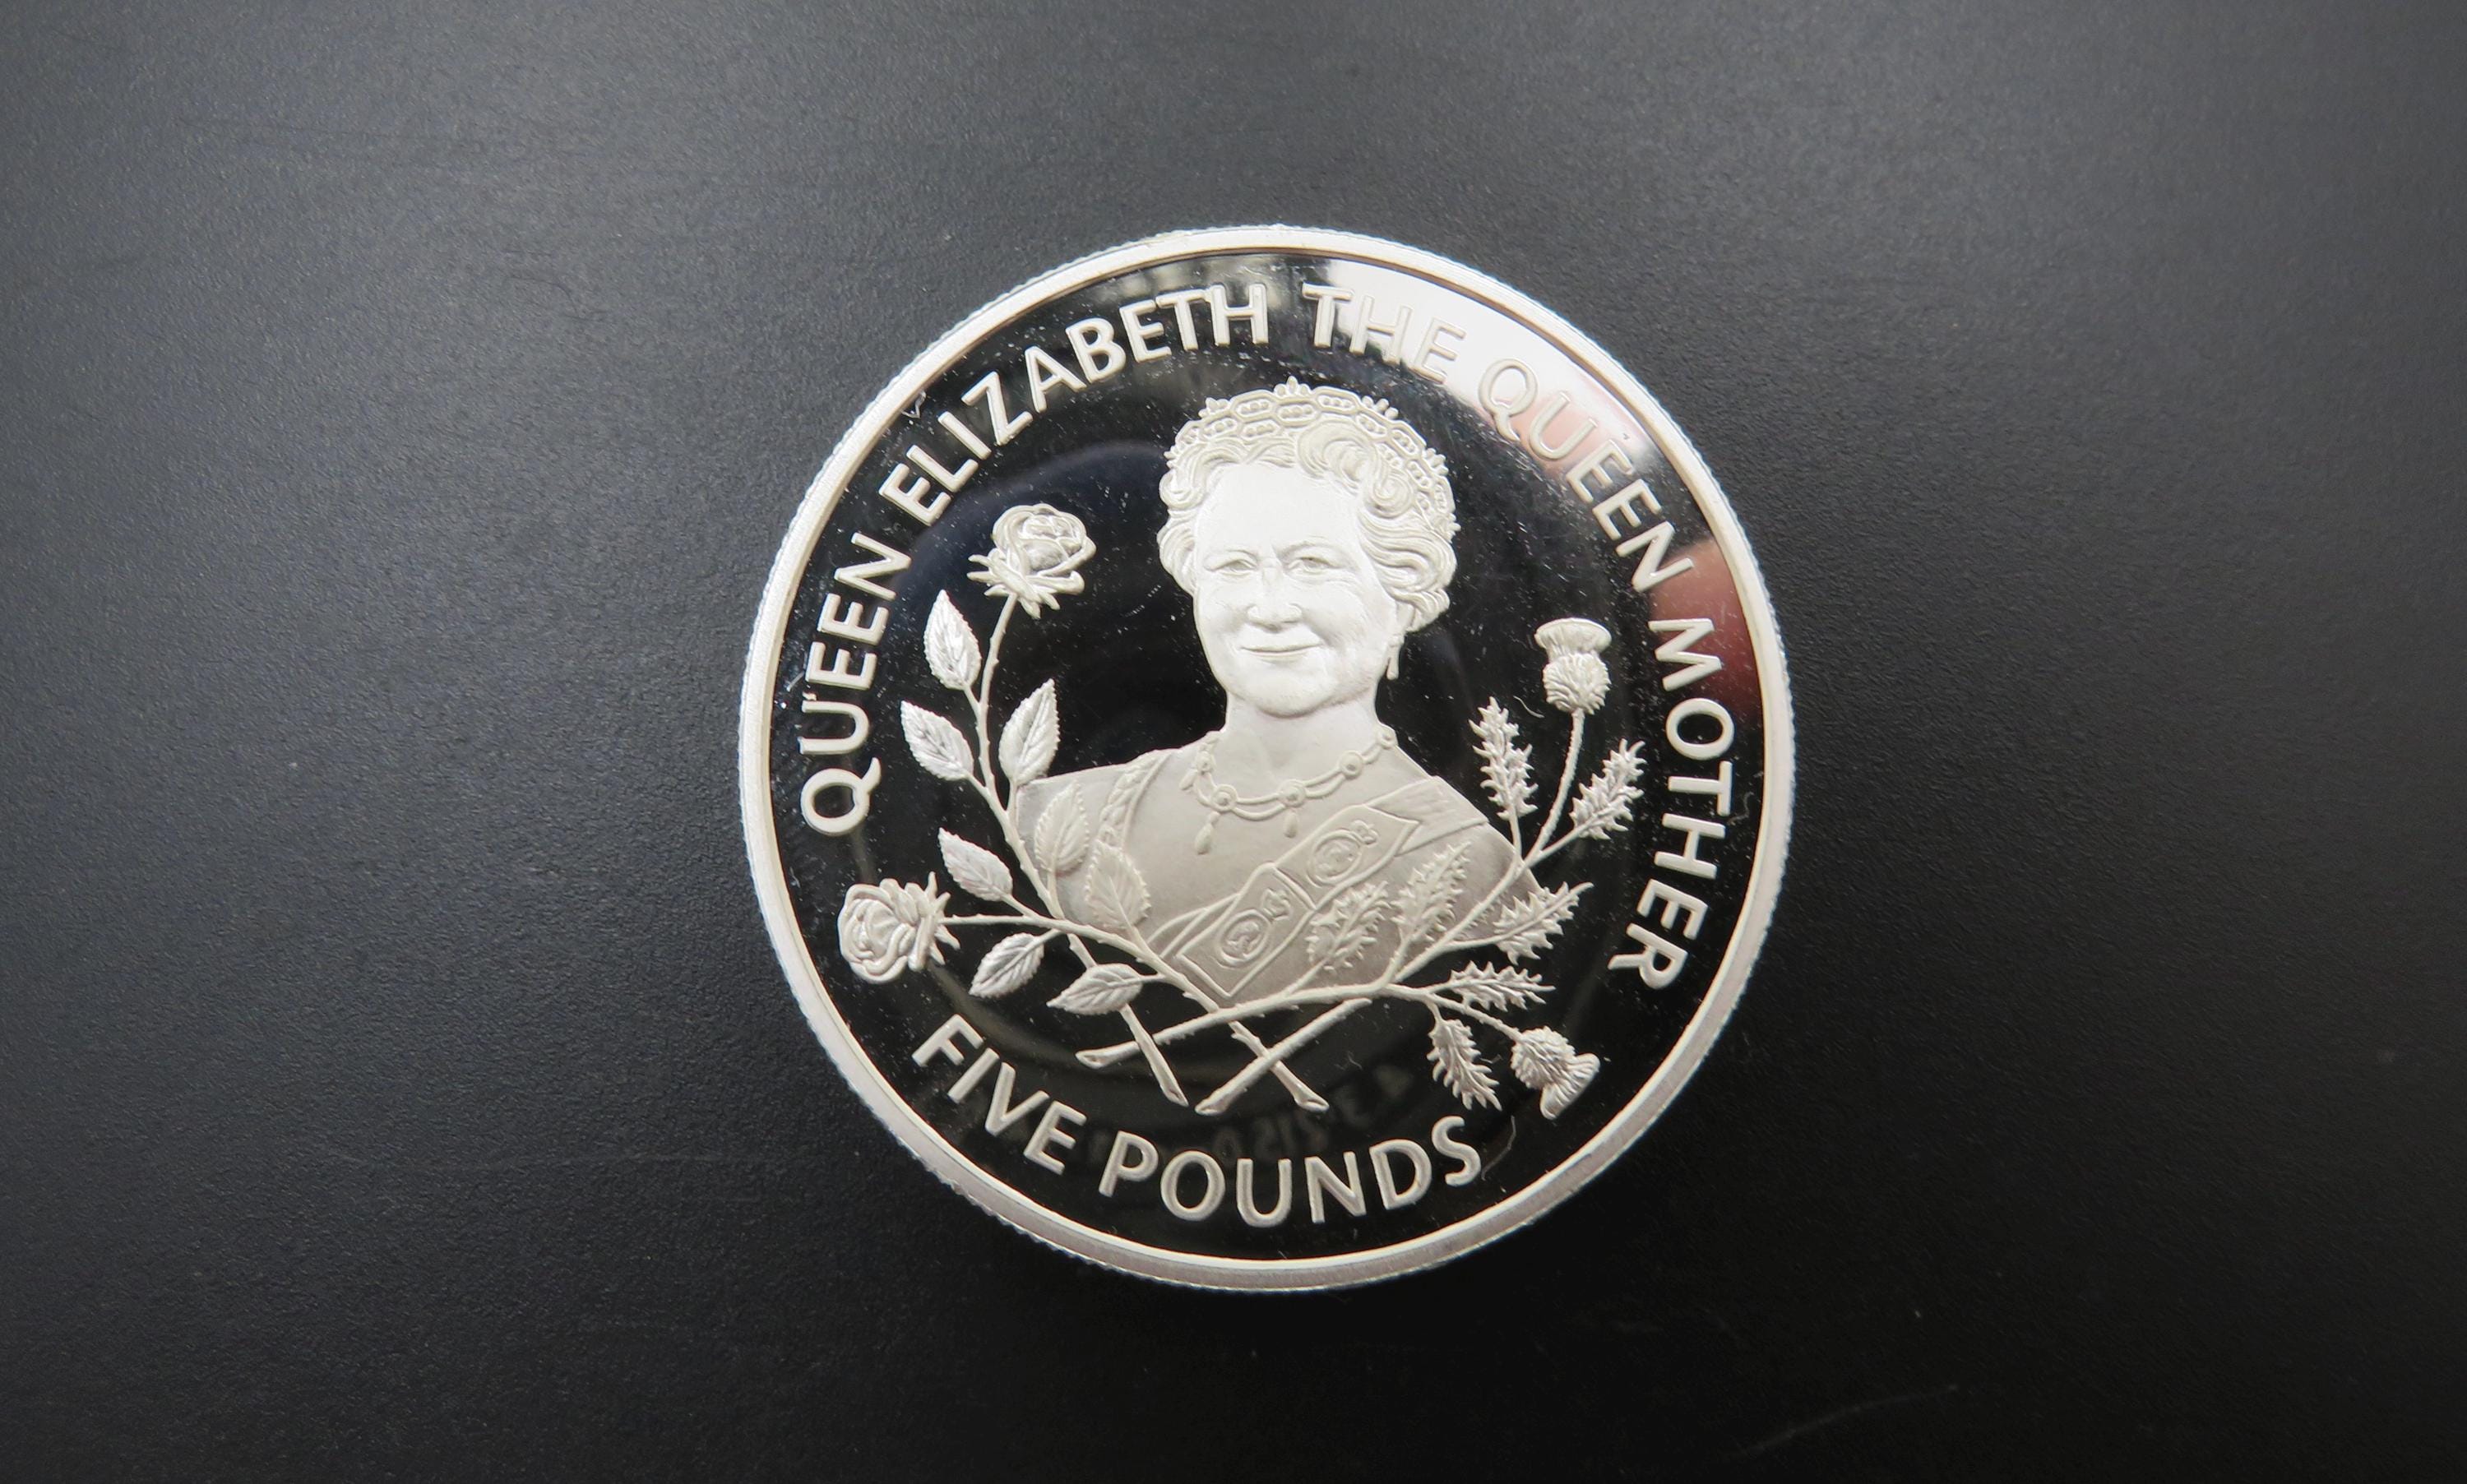 QUEEN ELIZABETH THE QUEEN MOTHER
FIVE POUNDS